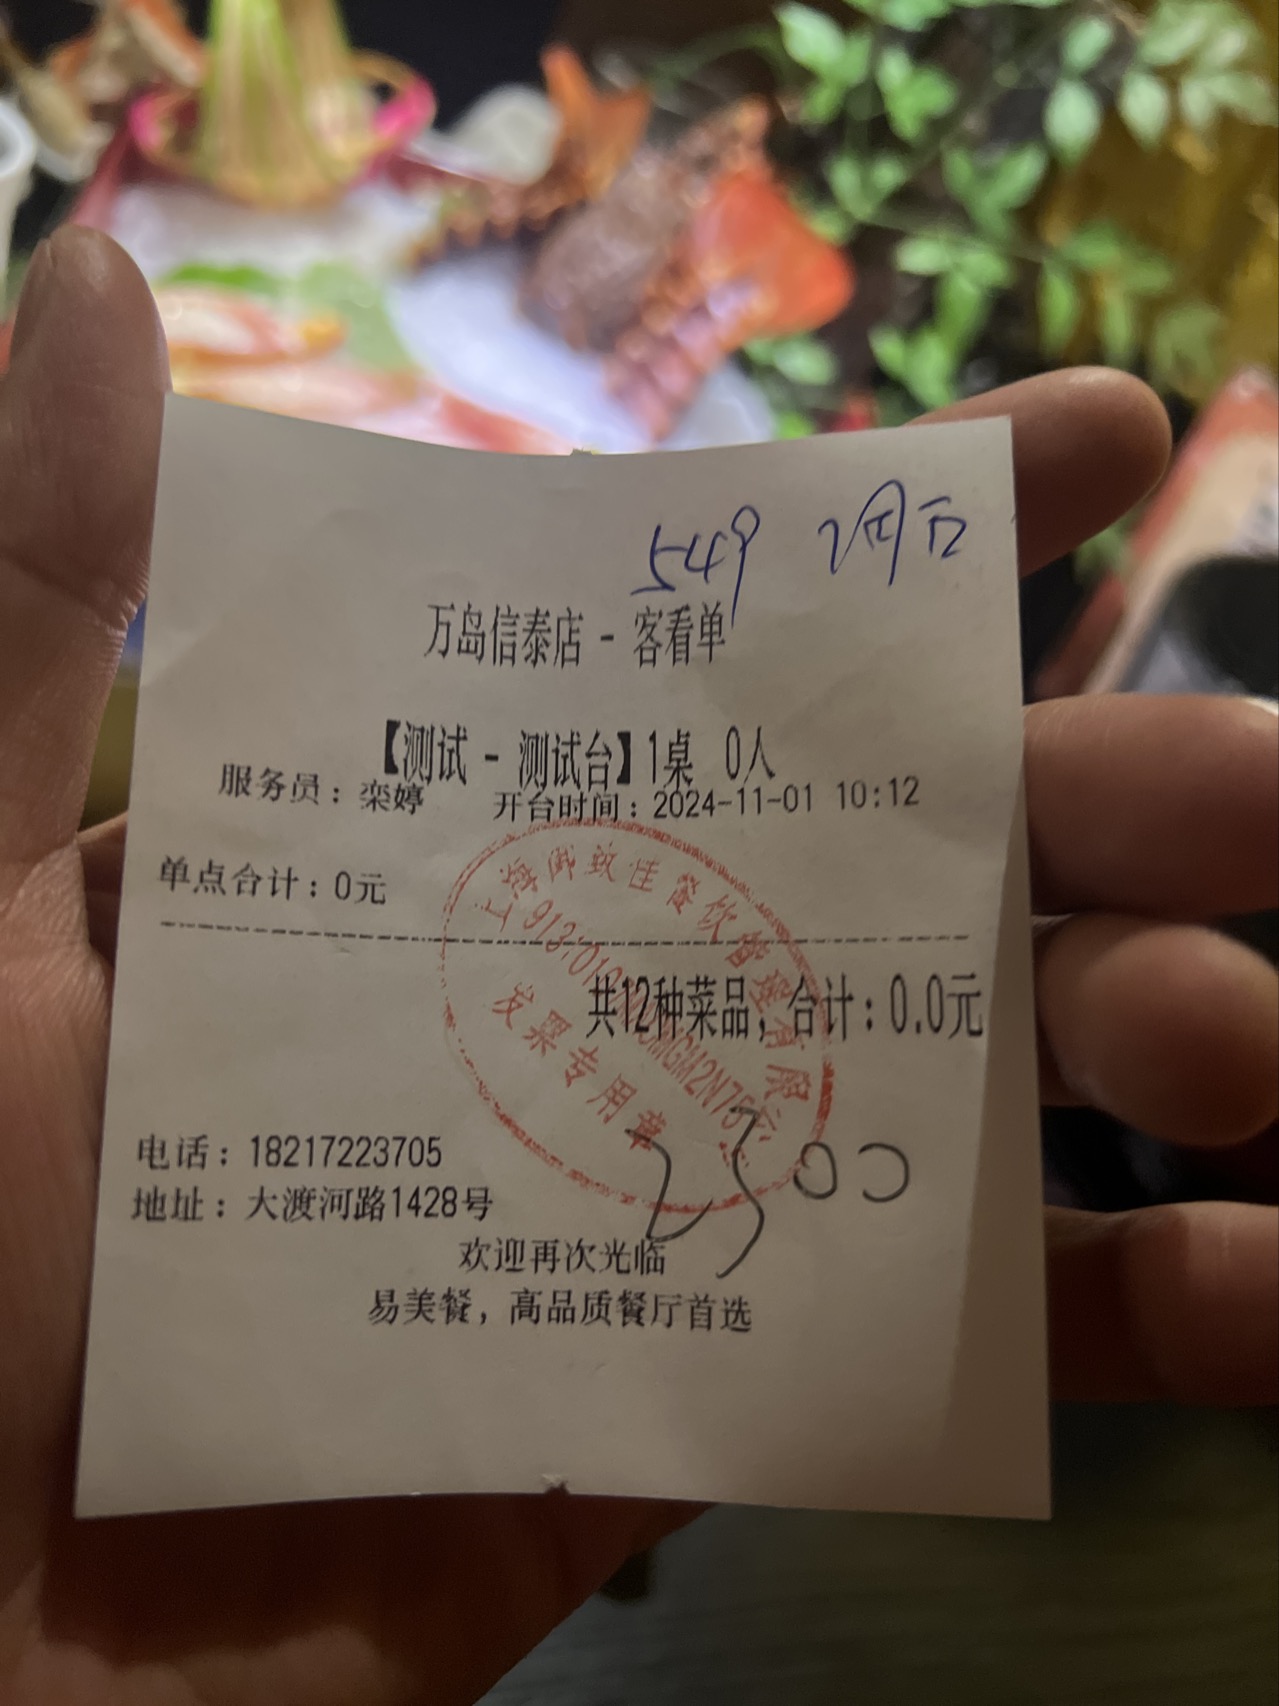 549 调石
万岛信泰店 - 客看单
【测试 - 测试台】1桌 0人
服务员：栾婷 开台时间：2024-11-01 10:12
单点合计：0元
共12种菜品，合计：0.0元
发票专用章
电话：18217223705
地址：大渡河路1428号
欢迎再次光临
易美餐，高品质餐厅首选